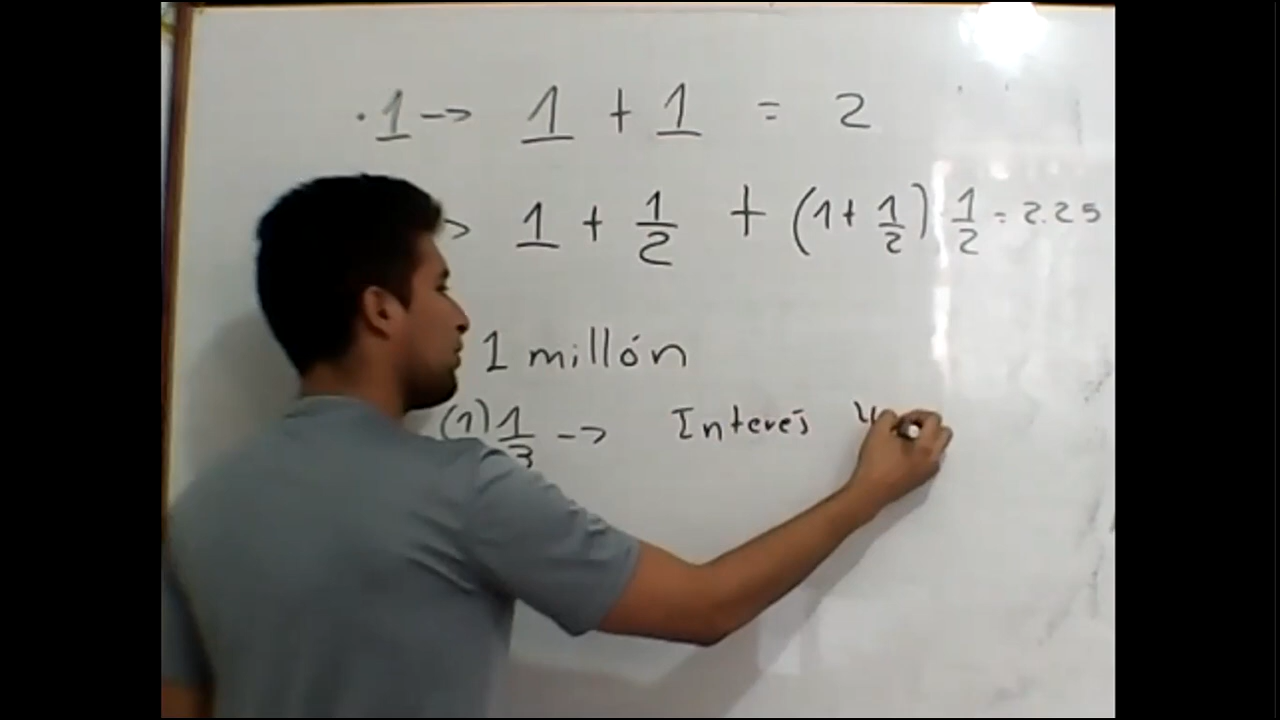 · 1 → 1 + 1 = 2
> 1 + 1/2 + (1 + 1/2) 1/2 = 2.25
1 millón
(1) 1/3 → Interés